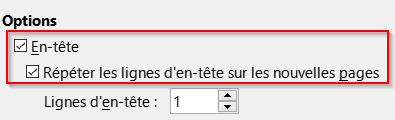 Options
En-tête
Répéter les lignes d'en-tête sur les nouvelles pages
Lignes d'en-tête : 1